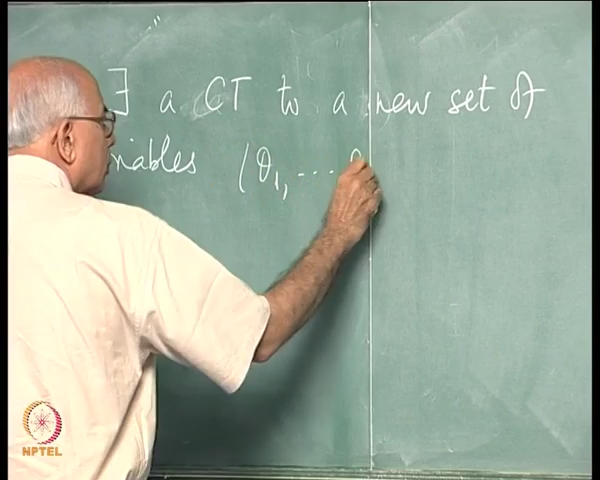 ∃ a CT to a new set of
riables (θ₁, ... θ
NPTEL